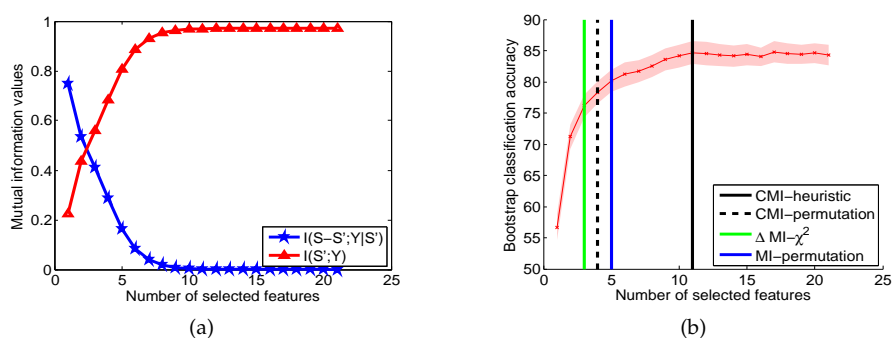 1
0.8
0.6
0.4
0.2
0
0 5 10 15 20 25
Mutual information values
Number of selected features
I(S−S';Y|S')
I(S';Y)
(a)
90
85
80
75
70
65
60
55
50
0 5 10 15 20 25
Bootstrap classification accuracy
Number of selected features
CMI−heuristic
CMI−permutation
Δ MI−χ²
MI−permutation
(b)